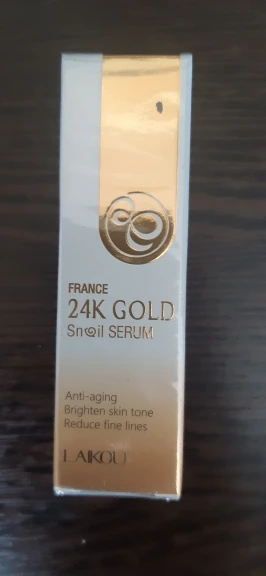 FRANCE
24K GOLD
Snail SERUM
Anti-aging
Brighten skin tone
Reduce fine lines
LAIKOU